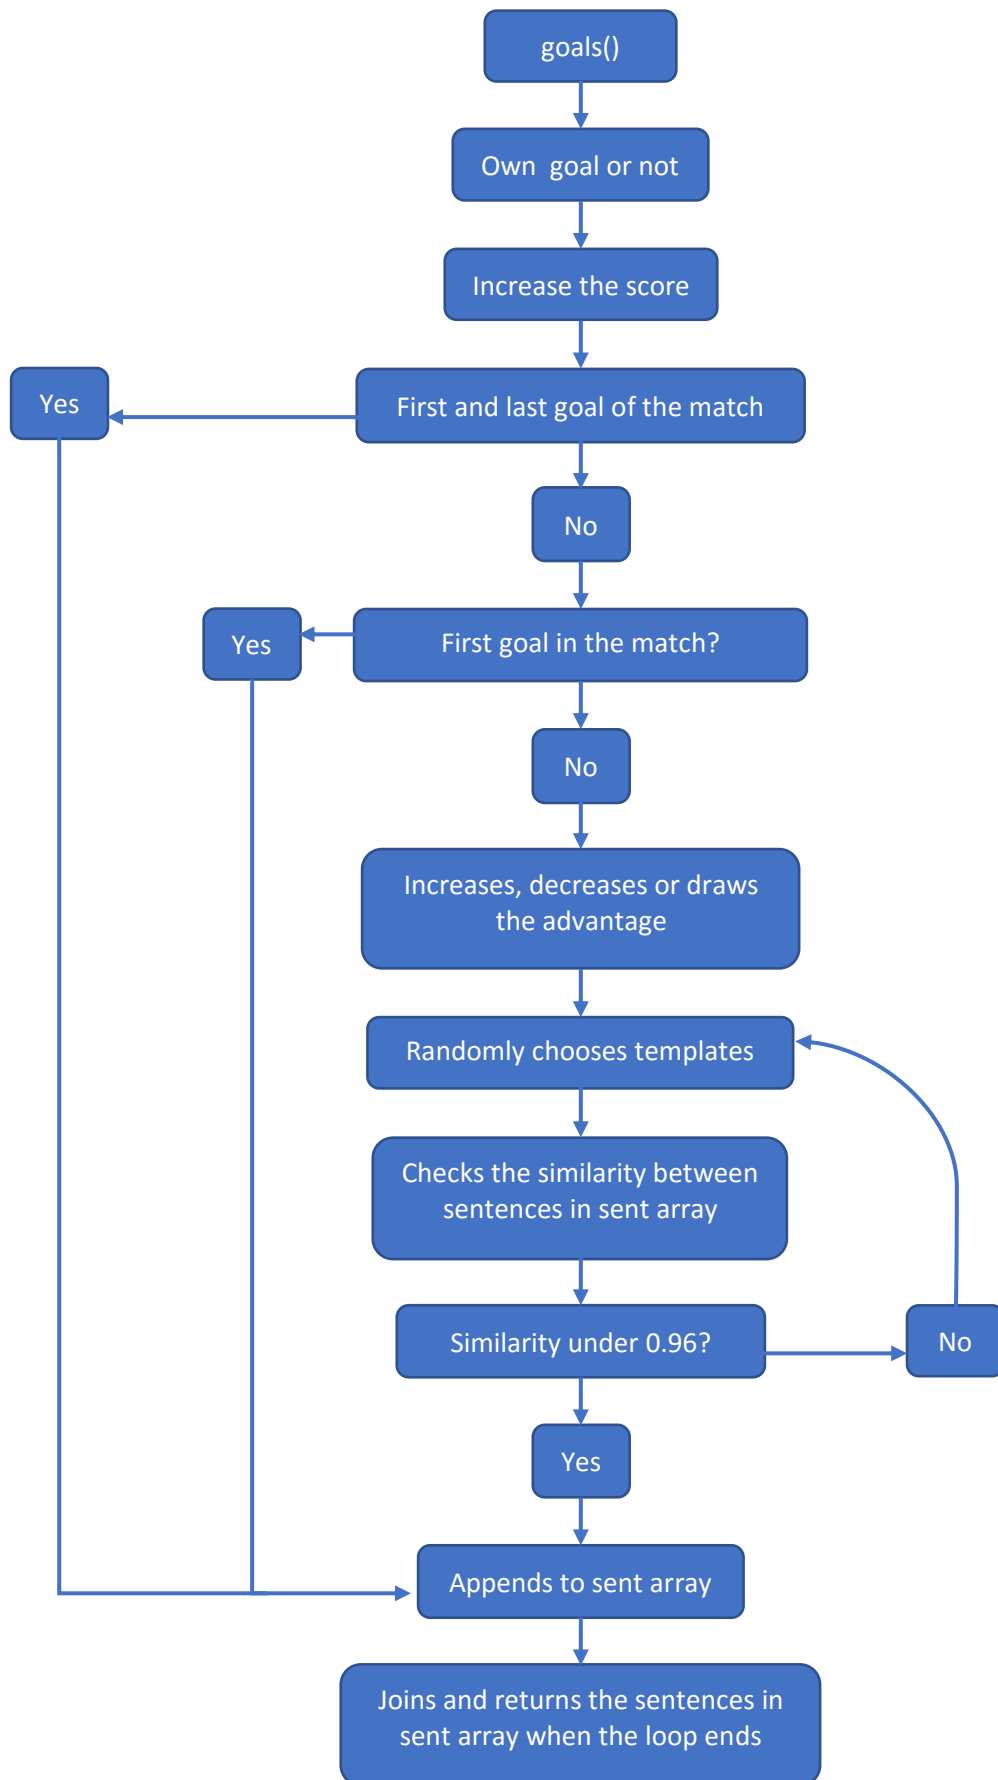 goals()
Own  goal or not
Increase the score
Yes
First and last goal of the match
No
Yes
First goal in the match?
No
Increases, decreases or draws
the advantage
Randomly chooses templates
Checks the similarity between
sentences in sent array
Similarity under 0.96?
No
Yes
Appends to sent array
Joins and returns the sentences in
sent array when the loop ends